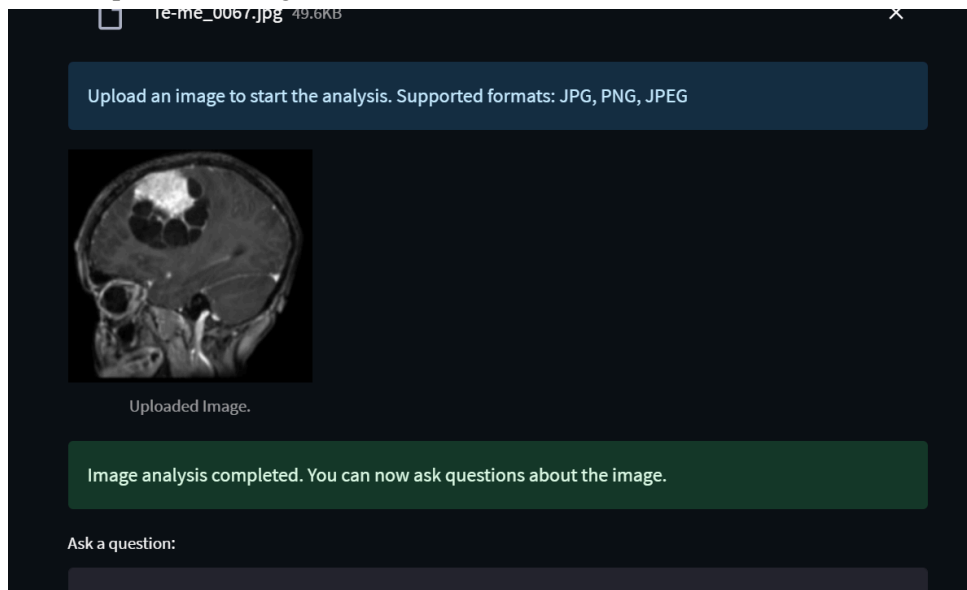 Te-me_0067.jpg 49.6KB
Upload an image to start the analysis. Supported formats: JPG, PNG, JPEG
Uploaded Image.
Image analysis completed. You can now ask questions about the image.
Ask a question: